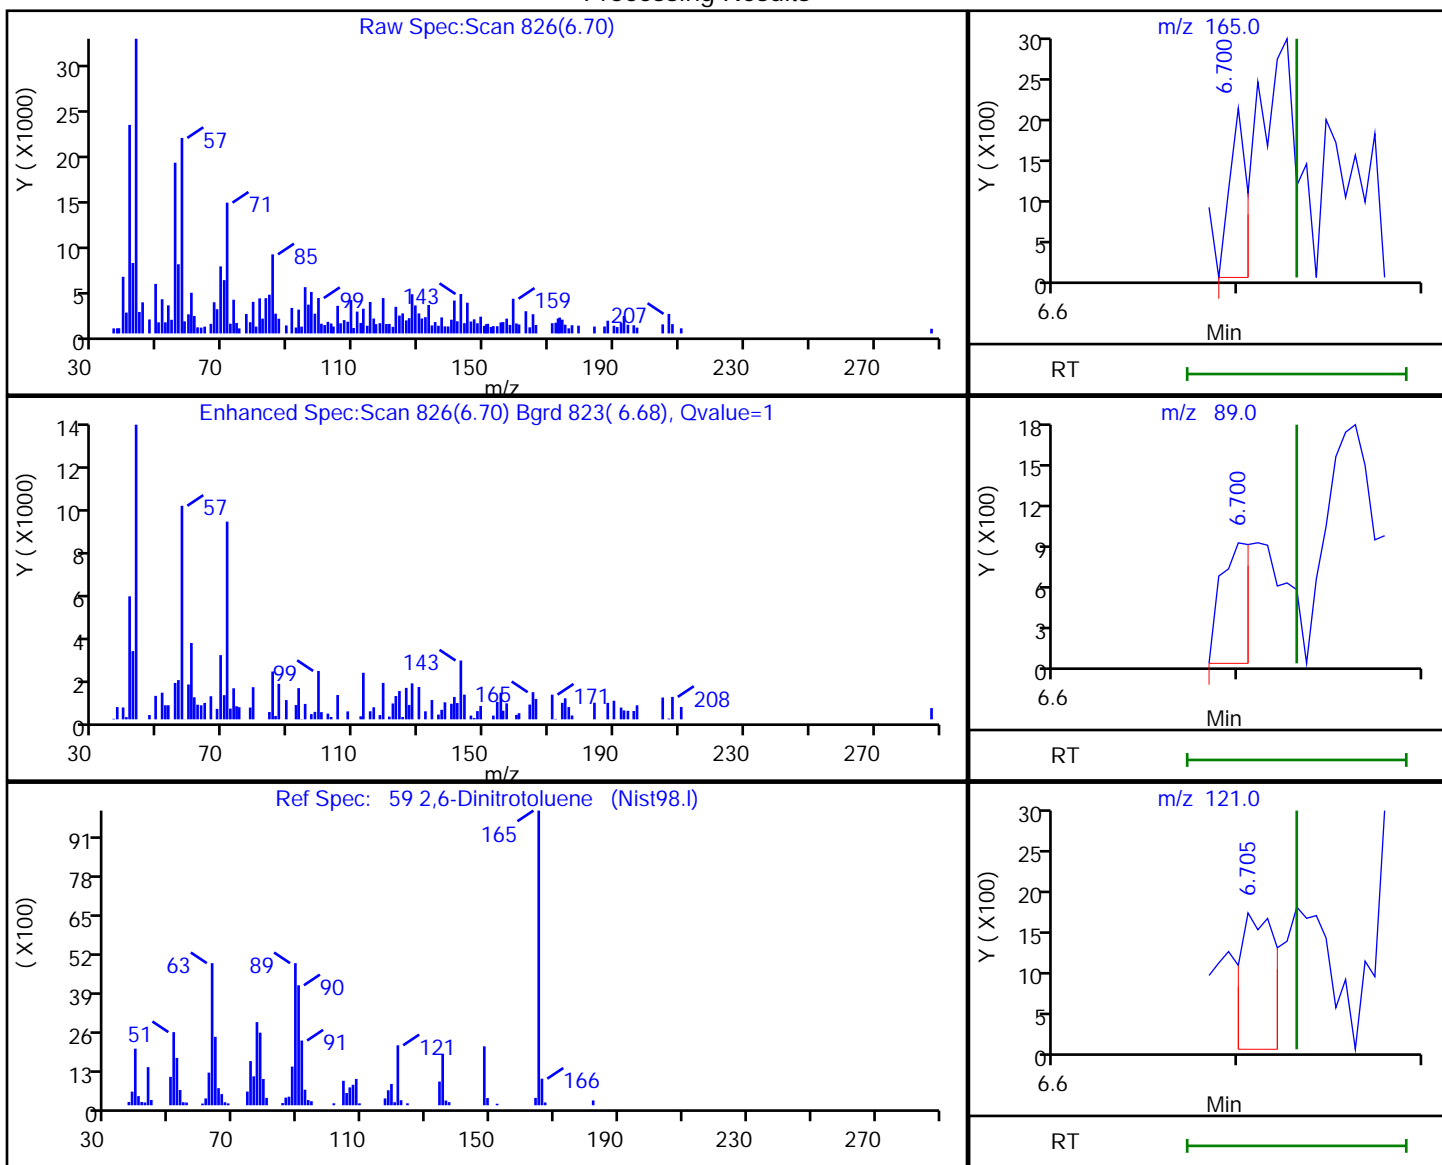 Processing Results
Raw Spec:Scan 826(6.70)
Y ( X1000)
30
25
20
15
10
5
0
57
71
85
99
143
159
207
30 70 110 150 190 230 270
m/z
m/z 165.0
Y ( X100)
30
25
20
15
10
5
0
6.700
6.6
Min
RT
Enhanced Spec:Scan 826(6.70) Bgrd 823( 6.68), Qvalue=1
Y ( X1000)
14
12
10
8
6
4
2
0
57
99
143
165
171
208
30 70 110 150 190 230 270
m/z
m/z 89.0
Y ( X100)
18
15
12
9
6
3
0
6.700
6.6
Min
RT
Ref Spec: 59 2,6-Dinitrotoluene (Nist98.l)
( X100)
91
78
65
52
39
26
13
0
51
63
89
90
91
121
165
166
30 70 110 150 190 230 270
m/z 121.0
Y ( X100)
30
25
20
15
10
5
0
6.705
6.6
Min
RT